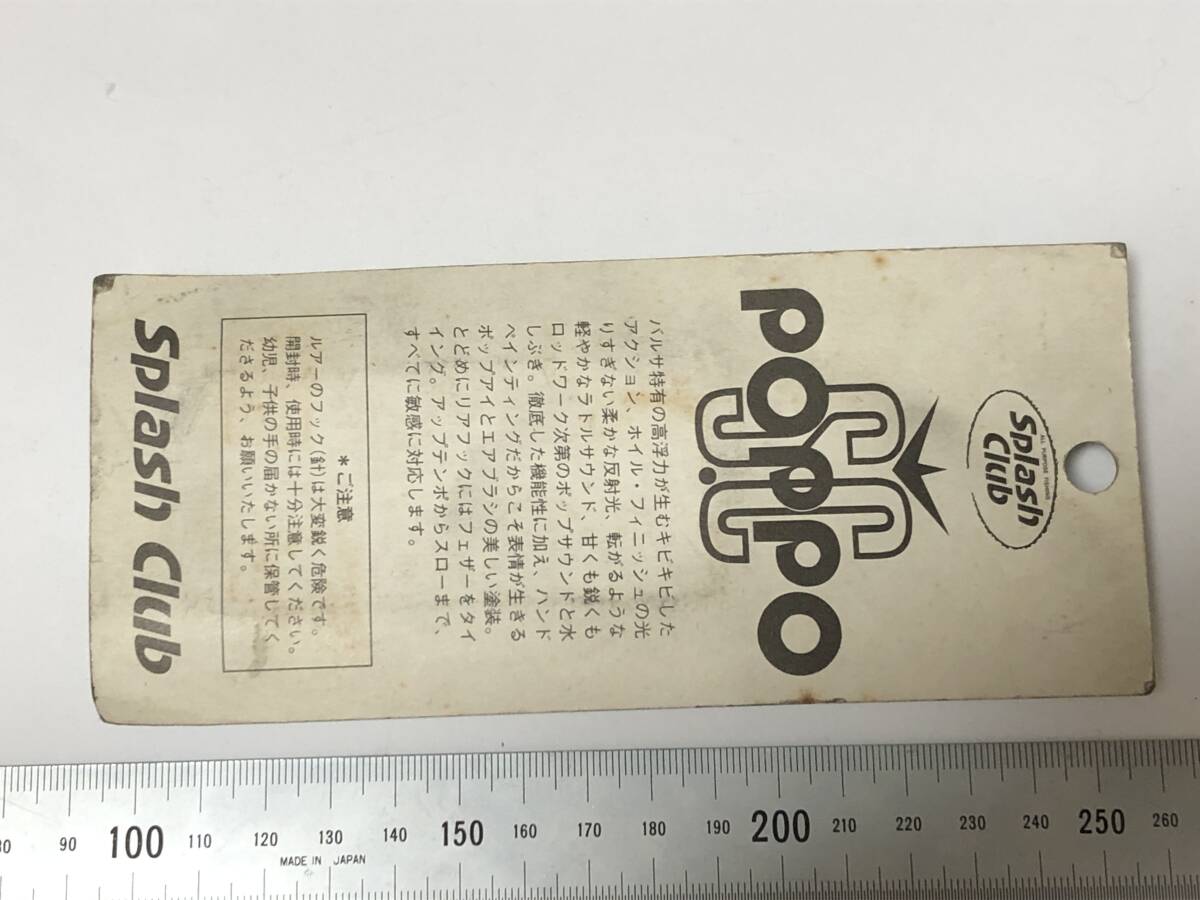 Splash
Club
ALL PURPOSE FISHING
pappo
S.C.
バルサ特有の高浮力が生むキビキビした
アクション、ホイル・フィニッシュの光
りすぎない柔かな反射光、転がるような
軽やかなラトルサウンド、甘くも鋭くも
ロッドワーク次第のポップサウンドと水
しぶき。徹底した機能性に加え、ハンド
ペインティングだからこそ表情が生きる
ポップアイとエアブラシの美しい塗装。
とどめにリアフックにはフェザーをタイ
イング。アップテンポからスローまで、
すべてに敏感に対応します。
*ご注意
ルアーのフック(針)は大変鋭く危険です。
開封時、使用時には十分注意してください。
幼児、子供の手の届かない所に保管してく
ださるよう、お願いいたします。
Splash Club
90 100 110 120 130 140 150 160 170 180 190 200 210 220 230 240 250 260
MADE IN JAPAN